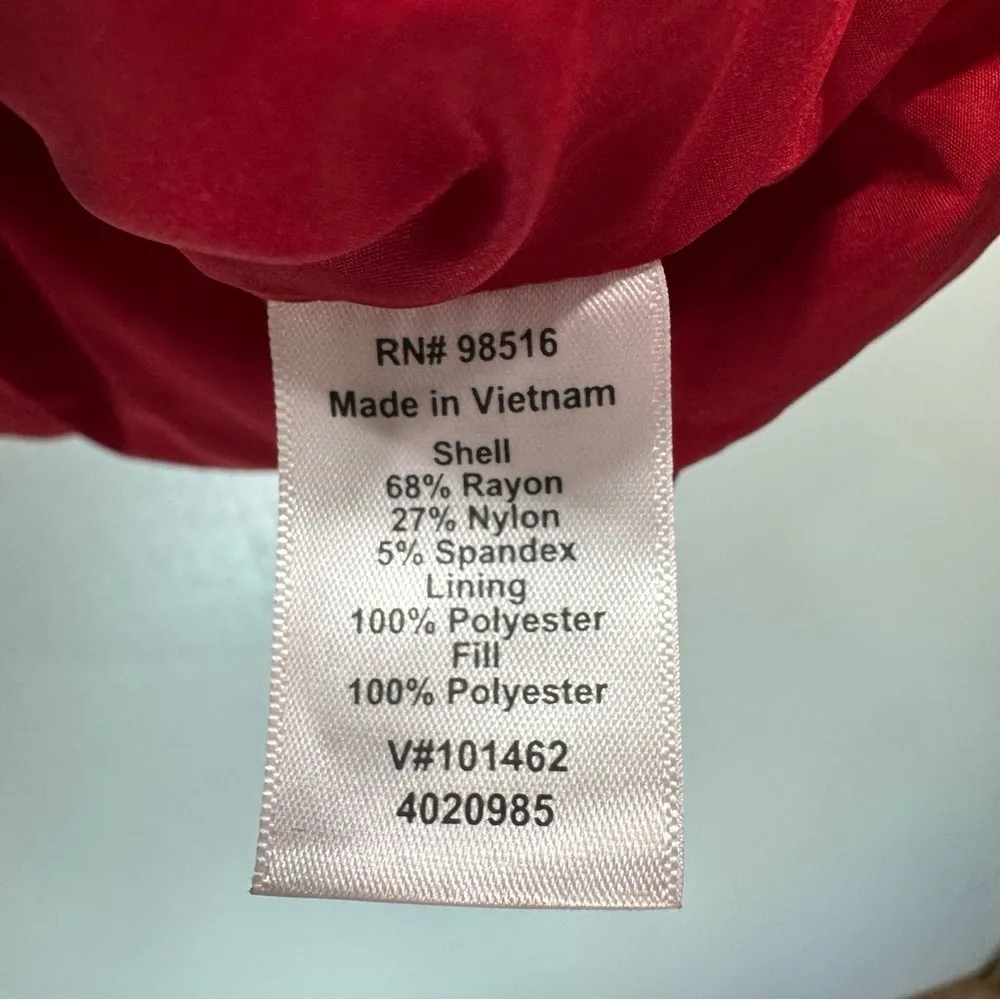 RN# 98516
Made in Vietnam
Shell
68% Rayon
27% Nylon
5% Spandex
Lining
100% Polyester
Fill
100% Polyester
V#101462
4020985